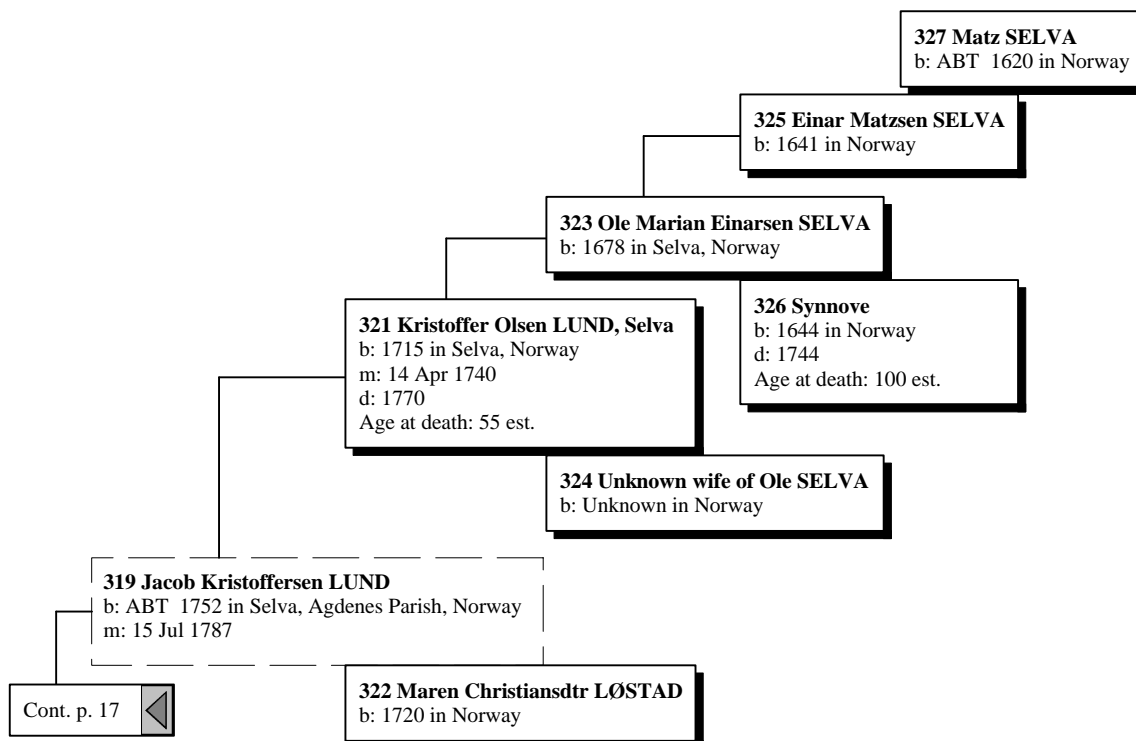 327 Matz SELVA
b: ABT  1620 in Norway
325 Einar Matzsen SELVA
b: 1641 in Norway
323 Ole Marian Einarsen SELVA
b: 1678 in Selva, Norway
326 Synnove
b: 1644 in Norway
d: 1744
Age at death: 100 est.
321 Kristoffer Olsen LUND, Selva
b: 1715 in Selva, Norway
m: 14 Apr 1740
d: 1770
Age at death: 55 est.
324 Unknown wife of Ole SELVA
b: Unknown in Norway
319 Jacob Kristoffersen LUND
b: ABT  1752 in Selva, Agdenes Parish, Norway
m: 15 Jul 1787
322 Maren Christiansdtr LØSTAD
b: 1720 in Norway
Cont. p. 17